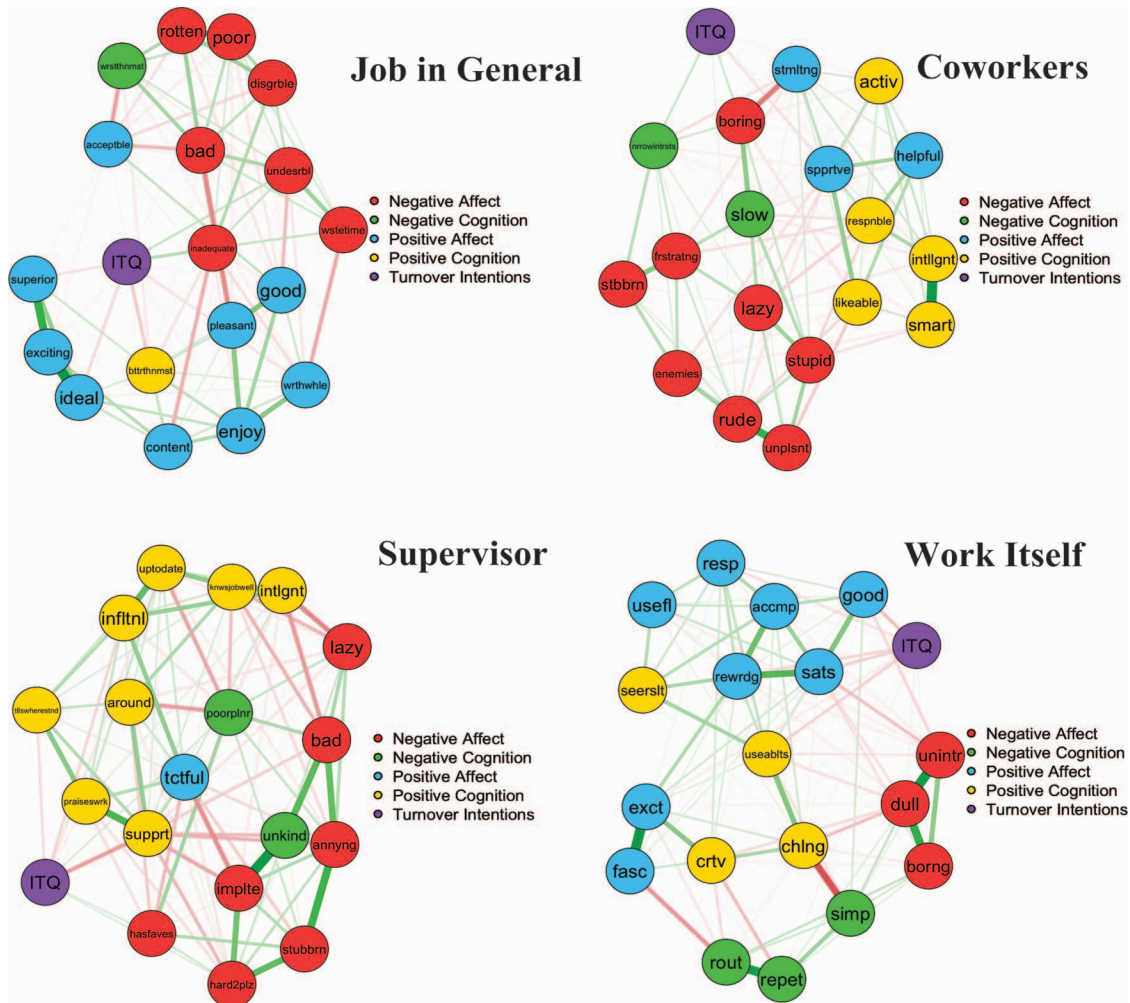 Job in General
rotten
poor
wrstthnmst
disgrble
acceptble
bad
undesrbl
wstetime
inadequate
ITQ
superior
good
pleasant
exciting
bttrthnmst
ideal
wrthwhle
enjoy
content
Negative Affect
Negative Cognition
Positive Affect
Positive Cognition
Turnover Intentions
Coworkers
ITQ
stmltng
activ
boring
nrrowintrsts
spprtve
helpful
slow
respnble
frstratng
intllgnt
stbbrn
lazy
likeable
smart
stupid
enemies
rude
unplsnt
Negative Affect
Negative Cognition
Positive Affect
Positive Cognition
Turnover Intentions
Supervisor
uptodate
knwsjobwell
intlgnt
infltnl
lazy
tllswherestnd
around
poorplnr
bad
tctful
praiseswrk
supprt
unkind
annyng
ITQ
implte
hasfaves
stubbrn
hard2plz
Negative Affect
Negative Cognition
Positive Affect
Positive Cognition
Turnover Intentions
Work Itself
resp
usefl
accmp
good
ITQ
rewrdg
sats
seerslt
useablts
unintr
exct
dull
chlng
crtv
fasc
borng
simp
rout
repet
Negative Affect
Negative Cognition
Positive Affect
Positive Cognition
Turnover Intentions